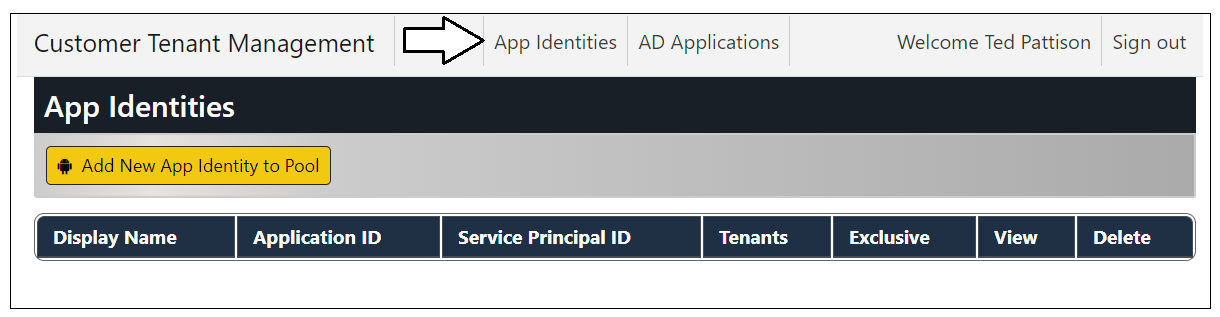 Customer Tenant Management App Identities AD Applications Welcome Ted Pattison Sign out
App Identities
Add New App Identity to Pool
Display Name Application ID Service Principal ID Tenants Exclusive View Delete